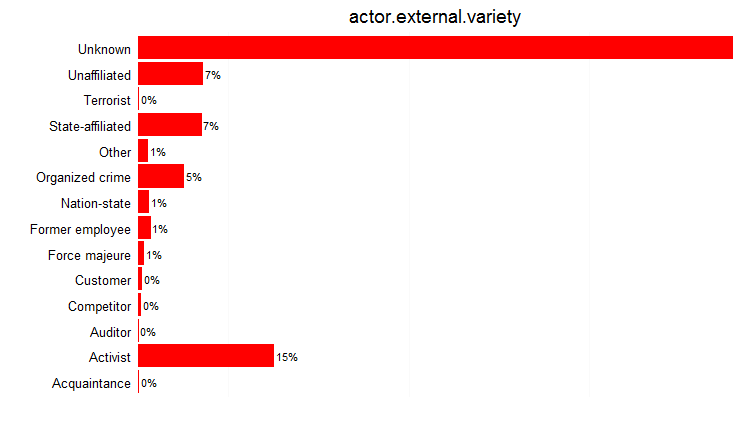 actor.external.variety
Unknown
Unaffiliated 7%
Terrorist 0%
State-affiliated 7%
Other 1%
Organized crime 5%
Nation-state 1%
Former employee 1%
Force majeure 1%
Customer 0%
Competitor 0%
Auditor 0%
Activist 15%
Acquaintance 0%